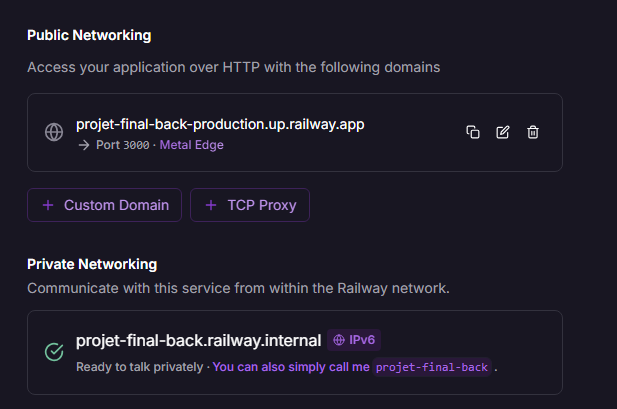 Public Networking
Access your application over HTTP with the following domains
projet-final-back-production.up.railway.app
→ Port 3000 · Metal Edge
+ Custom Domain
+ TCP Proxy
Private Networking
Communicate with this service from within the Railway network.
projet-final-back.railway.internal IPv6
Ready to talk privately · You can also simply call me projet-final-back .